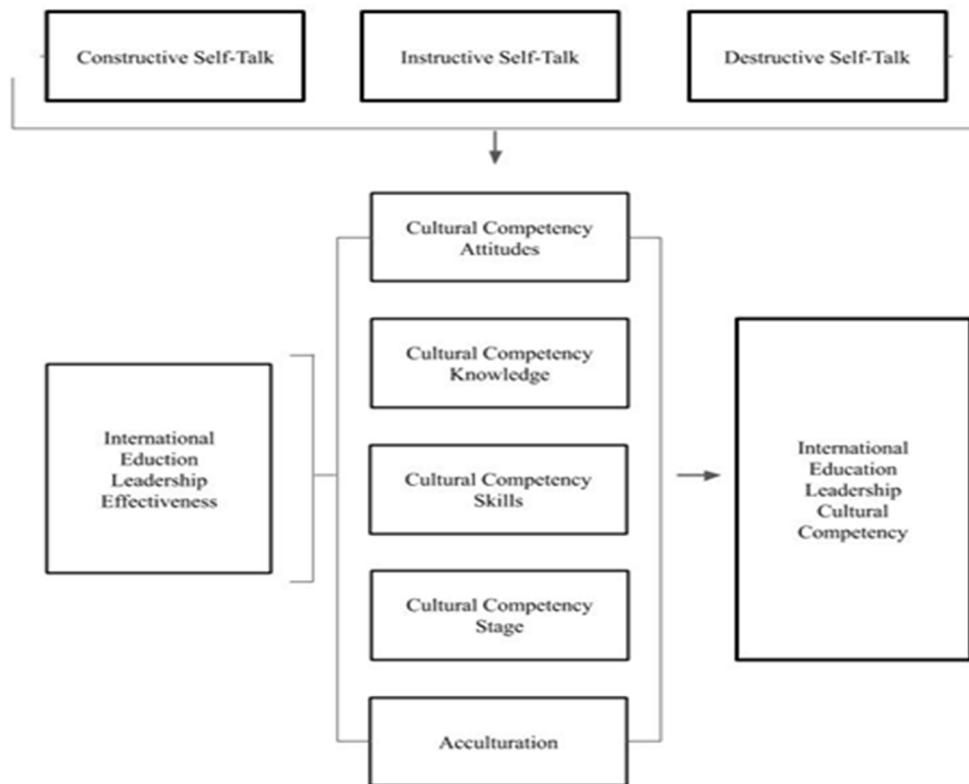 Constructive Self-Talk
Instructive Self-Talk
Destructive Self-Talk
Cultural Competency
Attitudes
Cultural Competency
Knowledge
International
Eduction
Leadership
Effectiveness
Cultural Competency
Skills
International
Education
Leadership
Cultural
Competency
Cultural Competency
Stage
Acculturation